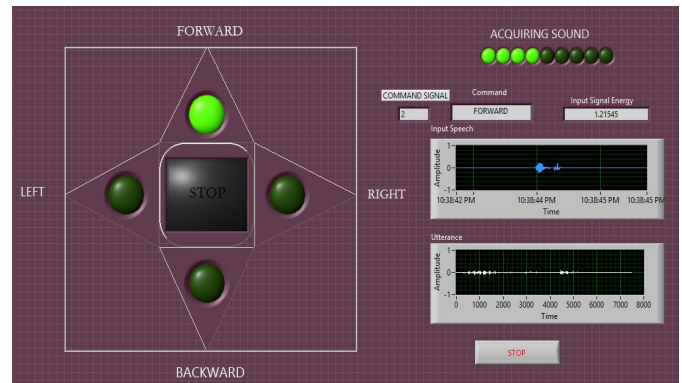 FORWARD
LEFT
STOP
RIGHT
BACKWARD
ACQUIRING SOUND
COMMAND SIGNAL
2
Command
FORWARD
Input Signal Energy
1.21545
Input Speech
Amplitude
1-
0-
-1-
10:38:42 PM 10:38:44 PM 10:38:45 PM 10:38:45 PM
Time
Utterance
Amplitude
1-
0-
-1-
0 1000 2000 3000 4000 5000 6000 7000 8000
Time
STOP